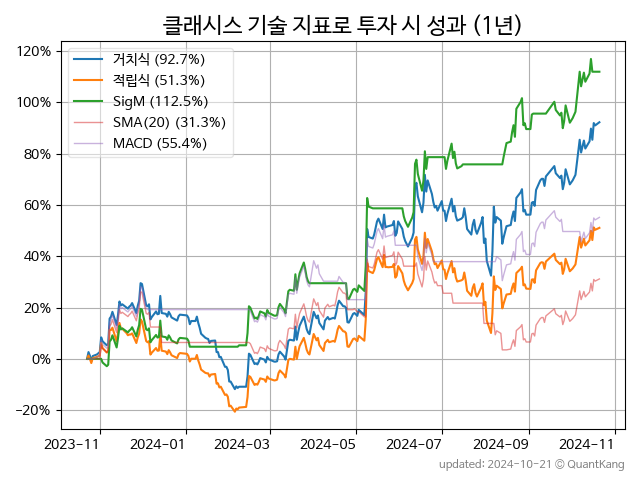 클래시스 기술 지표로 투자 시 성과 (1년)
거치식 (92.7%)
적립식 (51.3%)
SigM (112.5%)
SMA(20) (31.3%)
MACD (55.4%)
120%
100%
80%
60%
40%
20%
0%
−20%
2023-11
2024-01
2024-03
2024-05
2024-07
2024-09
2024-11
updated: 2024-10-21 © QuantKang